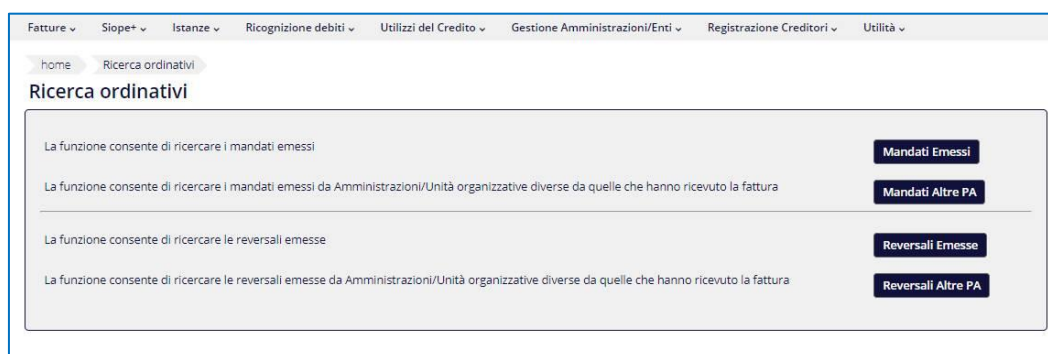 Fatture Siope+ Istanze Ricognizione debiti Utilizzi del Credito Gestione Amministrazioni/Enti Registrazione Creditori Utilità
home Ricerca ordinativi
Ricerca ordinativi
La funzione consente di ricercare i mandati emessi Mandati Emessi
La funzione consente di ricercare i mandati emessi da Amministrazioni/Unità organizzative diverse da quelle che hanno ricevuto la fattura Mandati Altre PA
La funzione consente di ricercare le reversali emesse Reversali Emesse
La funzione consente di ricercare le reversali emesse da Amministrazioni/Unità organizzative diverse da quelle che hanno ricevuto la fattura Reversali Altre PA